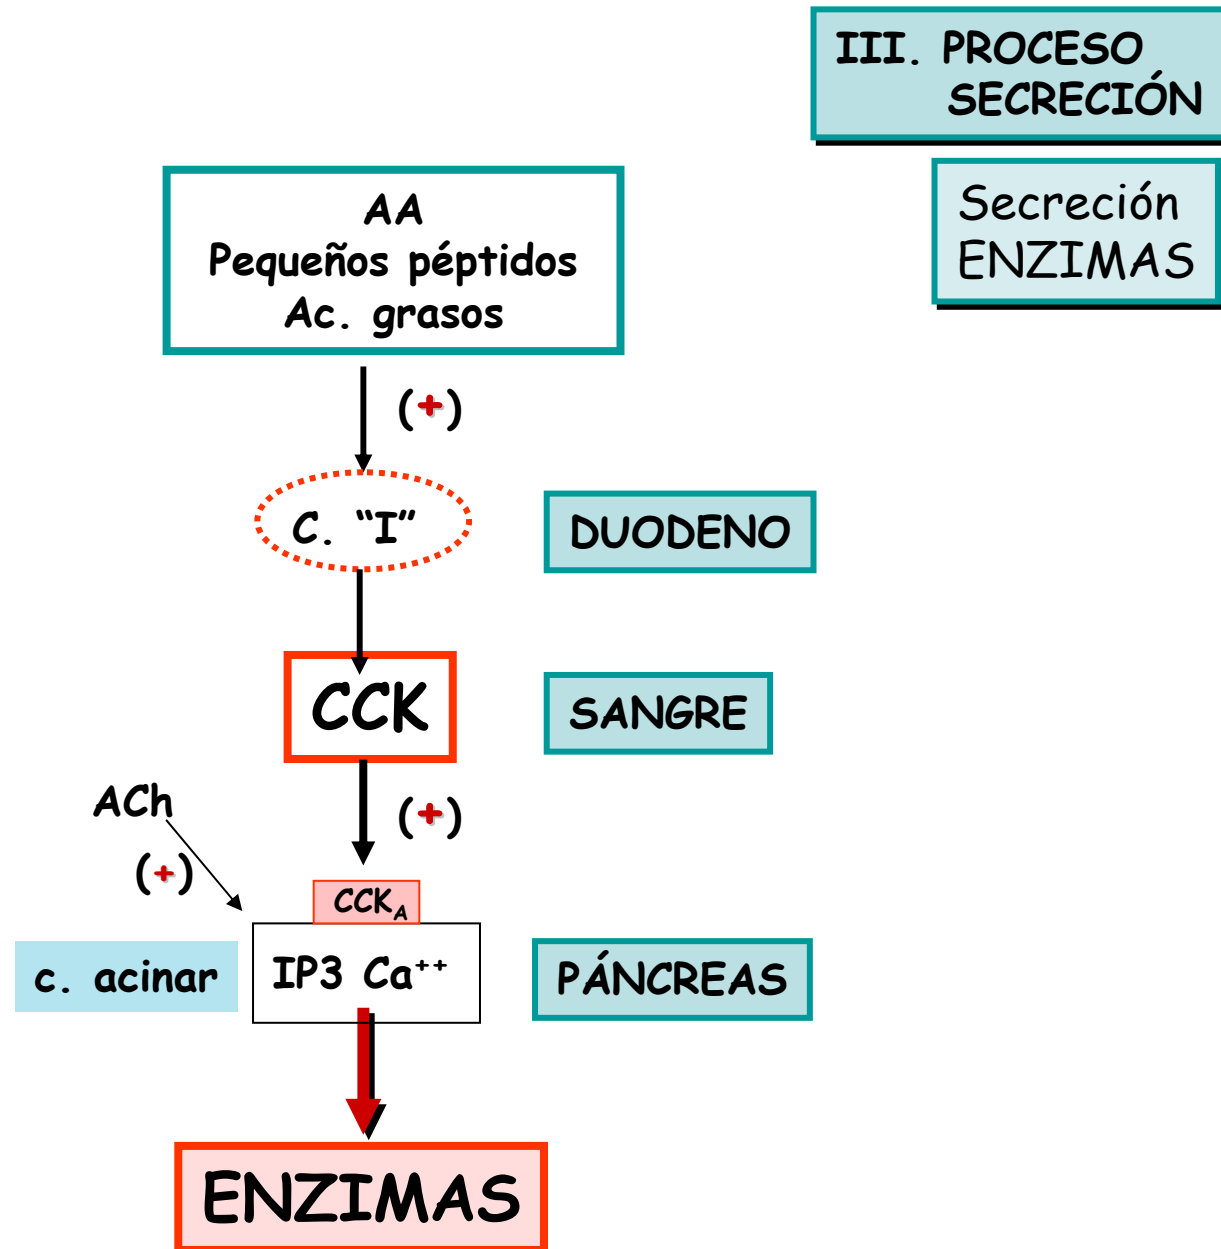 III. PROCESO
SECRECIÓN
Secreción
ENZIMAS
AA
Pequeños péptidos
Ac. grasos
(+)
C. “I”
DUODENO
CCK
SANGRE
ACh
(+)
(+)
CCKA
c. acinar
IP3 Ca⁺⁺
PÁNCREAS
ENZIMAS